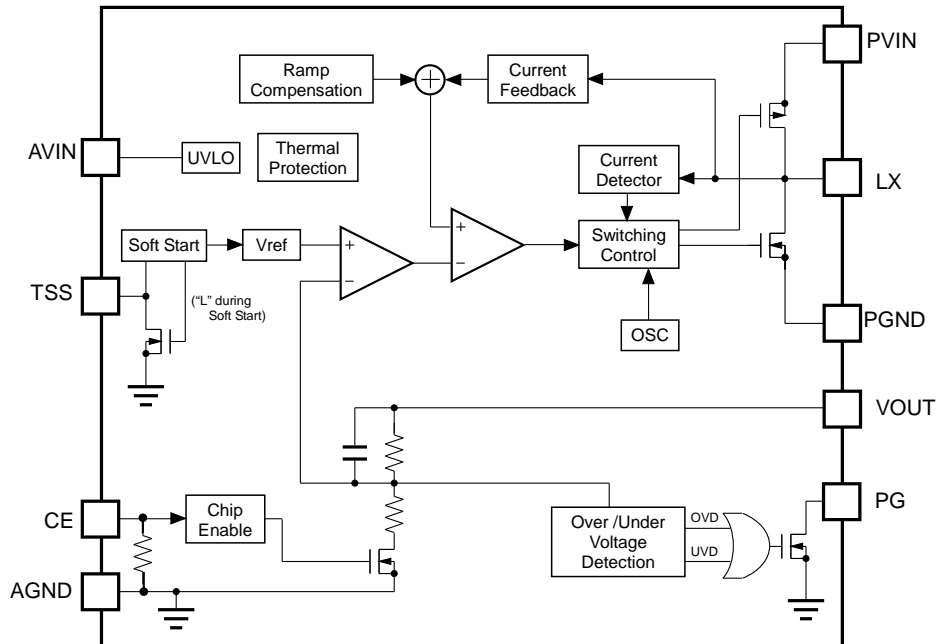 PVIN
Ramp
Compensation
Current
Feedback
AVIN
UVLO
Thermal
Protection
Current
Detector
LX
Soft Start
Vref
+
−
+
−
Switching
Control
TSS
("L" during
Soft Start)
OSC
PGND
VOUT
CE
Chip
Enable
PG
Over /Under
Voltage
Detection
OVD
UVD
AGND